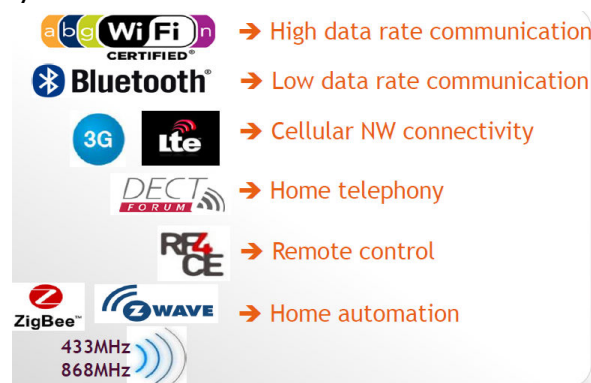 a b g Wi Fi n → High data rate communication
CERTIFIED®
Bluetooth® → Low data rate communication
3G lte → Cellular NW connectivity
DECT → Home telephony
FORUM
RF4CE → Remote control
ZigBee™ Z WAVE → Home automation
433MHz
868MHz